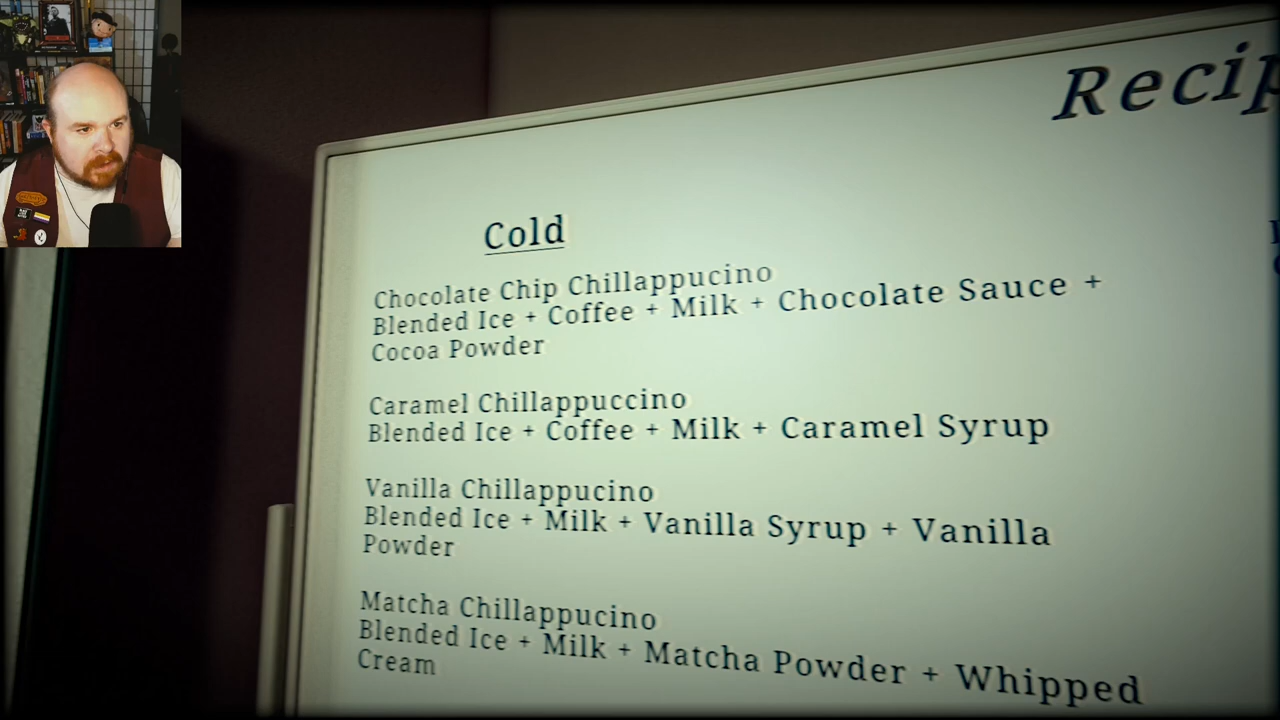 Recip
Cold
Chocolate Chip Chillappucino
Blended Ice + Coffee + Milk + Chocolate Sauce +
Cocoa Powder
Caramel Chillappuccino
Blended Ice + Coffee + Milk + Caramel Syrup
Vanilla Chillappucino
Blended Ice + Milk + Vanilla Syrup + Vanilla
Powder
Matcha Chillappucino
Blended Ice + Milk + Matcha Powder + Whipped
Cream